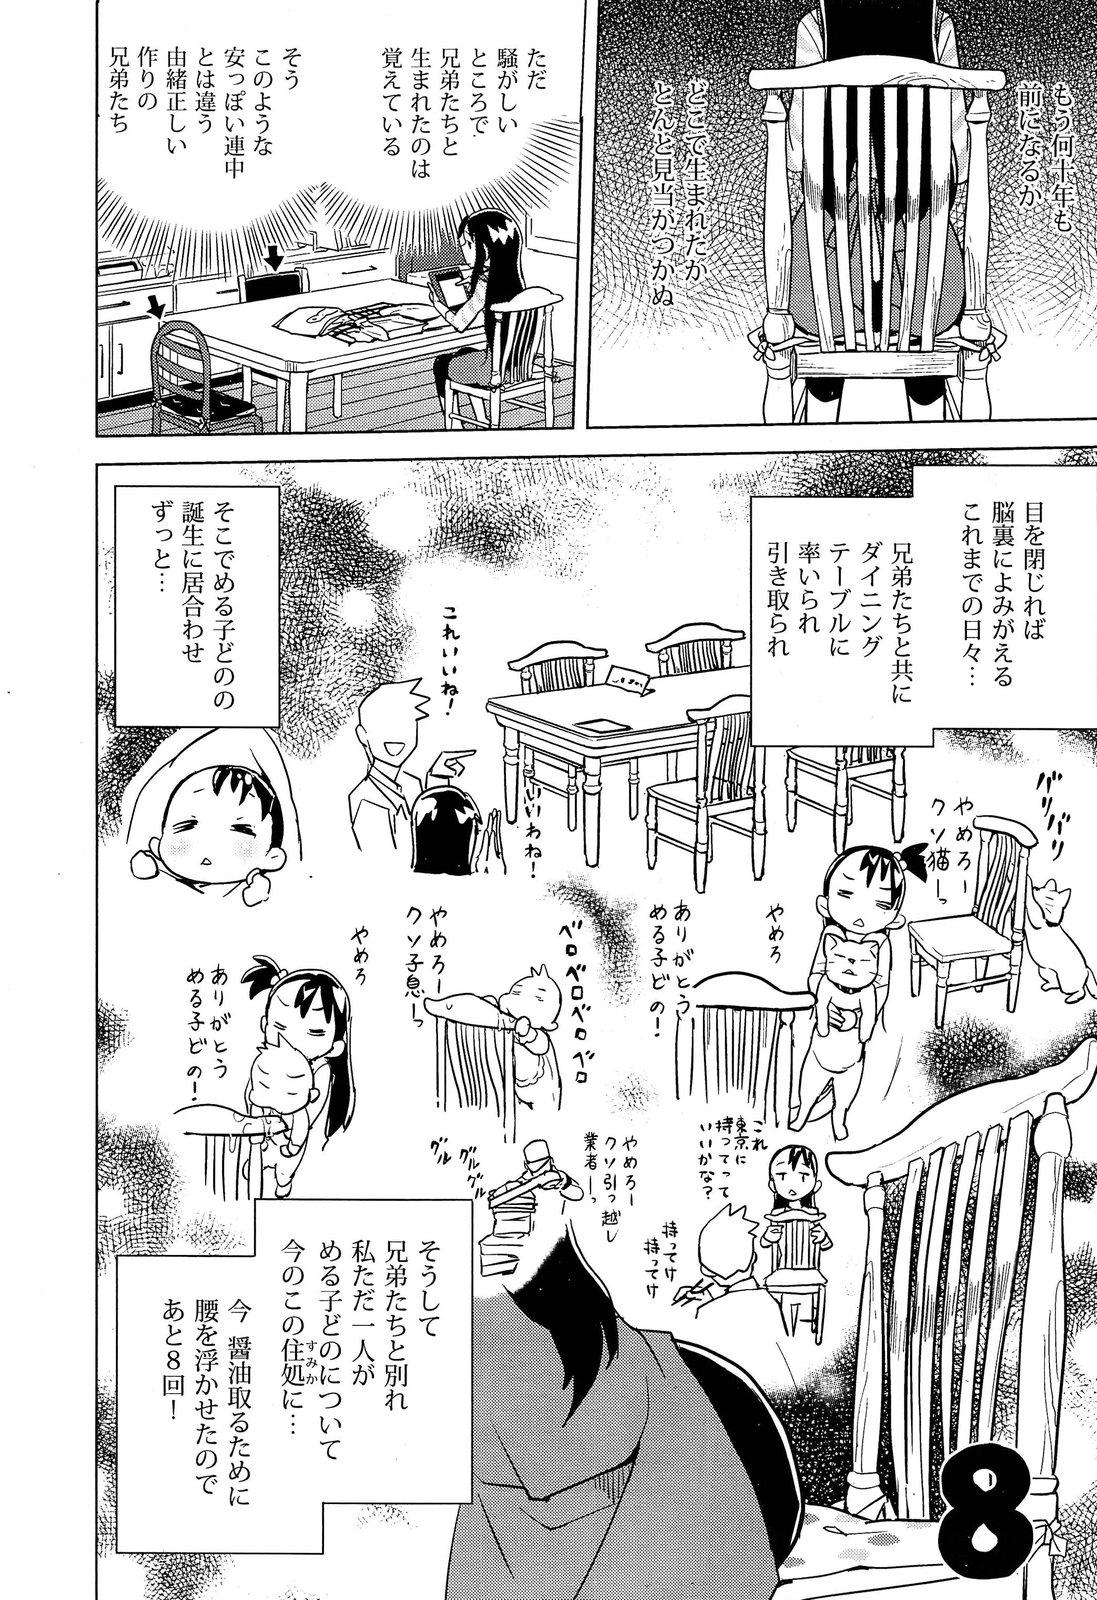 もう何十年も
前になるか
どこで生まれたか
とんと見当がつかぬ
ただ
騒がしい
ところで
兄弟たちと
生まれたのは
覚えている
そう
このような
安っぽい連中
とは違う
由緒正しい
作りの
兄弟たち
目を閉じれば
脳裏によみがえる
これまでの日々…
兄弟たちと共に
ダイニング
テーブルに
率いられ
引き取られ
これいいね!
いいわね!
そこでめる子どのの
誕生に居合わせ
ずっと…
バリバリ
やめろー
クソ猫ーっ
やめろ
ありがとう
める子どの!
ベロベロベロベロ
やめろー
クソ子息ーっ
やめろ
ありがとう
める子どの!
これ
東京に
持ってって
いいかな?
持ってけ
持ってけ
やめろー
クソ引っ越し
業者ーっ
グルグル
グル
そうして
兄弟たちと別れ
私ただ一人が
める子どのについて
今のこの住処に…
すみか
今 醤油取るために
腰を浮かせたので
あと8回!
8